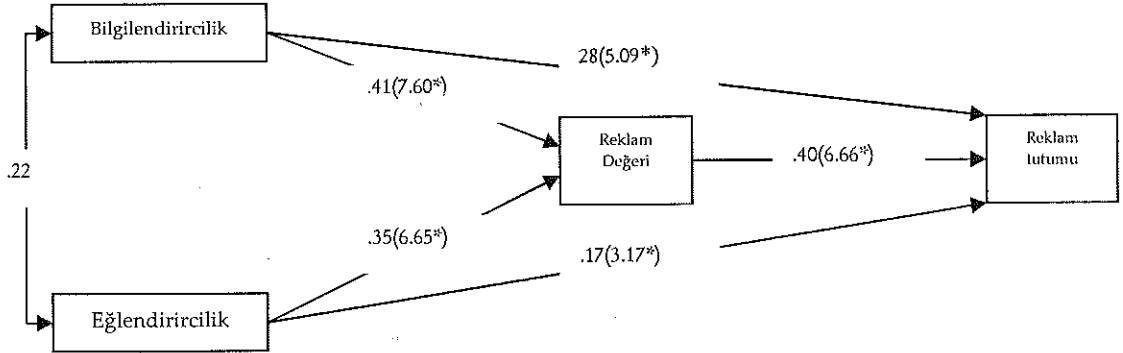 Bilgilendirircilik
28(5.09*)
.41(7.60*)
Reklam
Değeri
.40(6.66*)
Reklam
tutumu
.22
.35(6.65*)
.17(3.17*)
Eğlendirircilik